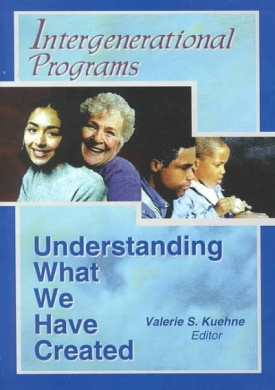 Intergenerational
Programs
Understanding
What
We
Have
Created
Valerie S. Kuehne
Editor